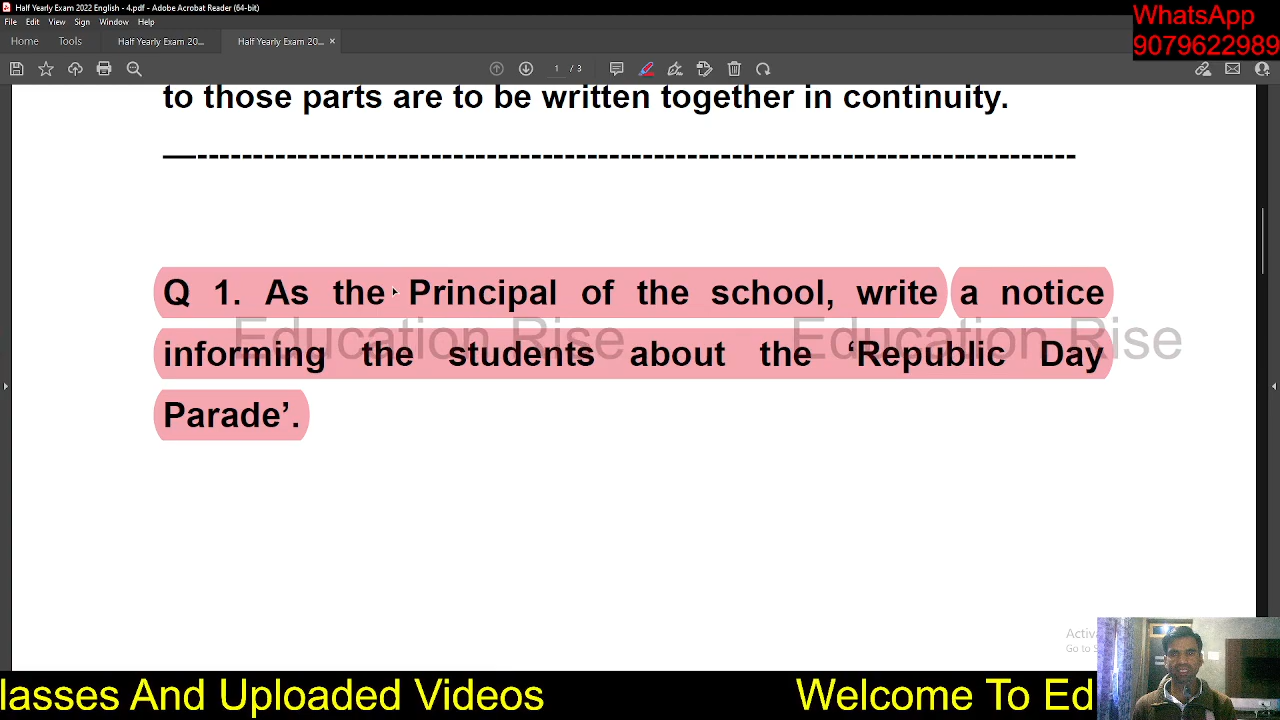 Half Yearly Exam 2022 English - 4.pdf - Adobe Acrobat Reader (64-bit)
File Edit View Sign Window Help
WhatsApp
9079622989
Home Tools Half Yearly Exam 20... Half Yearly Exam 20... ×
1 / 3
to those parts are to be written together in continuity.
—--------------------------------------------------------------------------------
Q 1. As the Principal of the school, write a notice
Education Rise Education Rise
informing the students about the ‘Republic Day
Parade’.
Activ
Go to S
lasses And Uploaded Videos Welcome To Ed